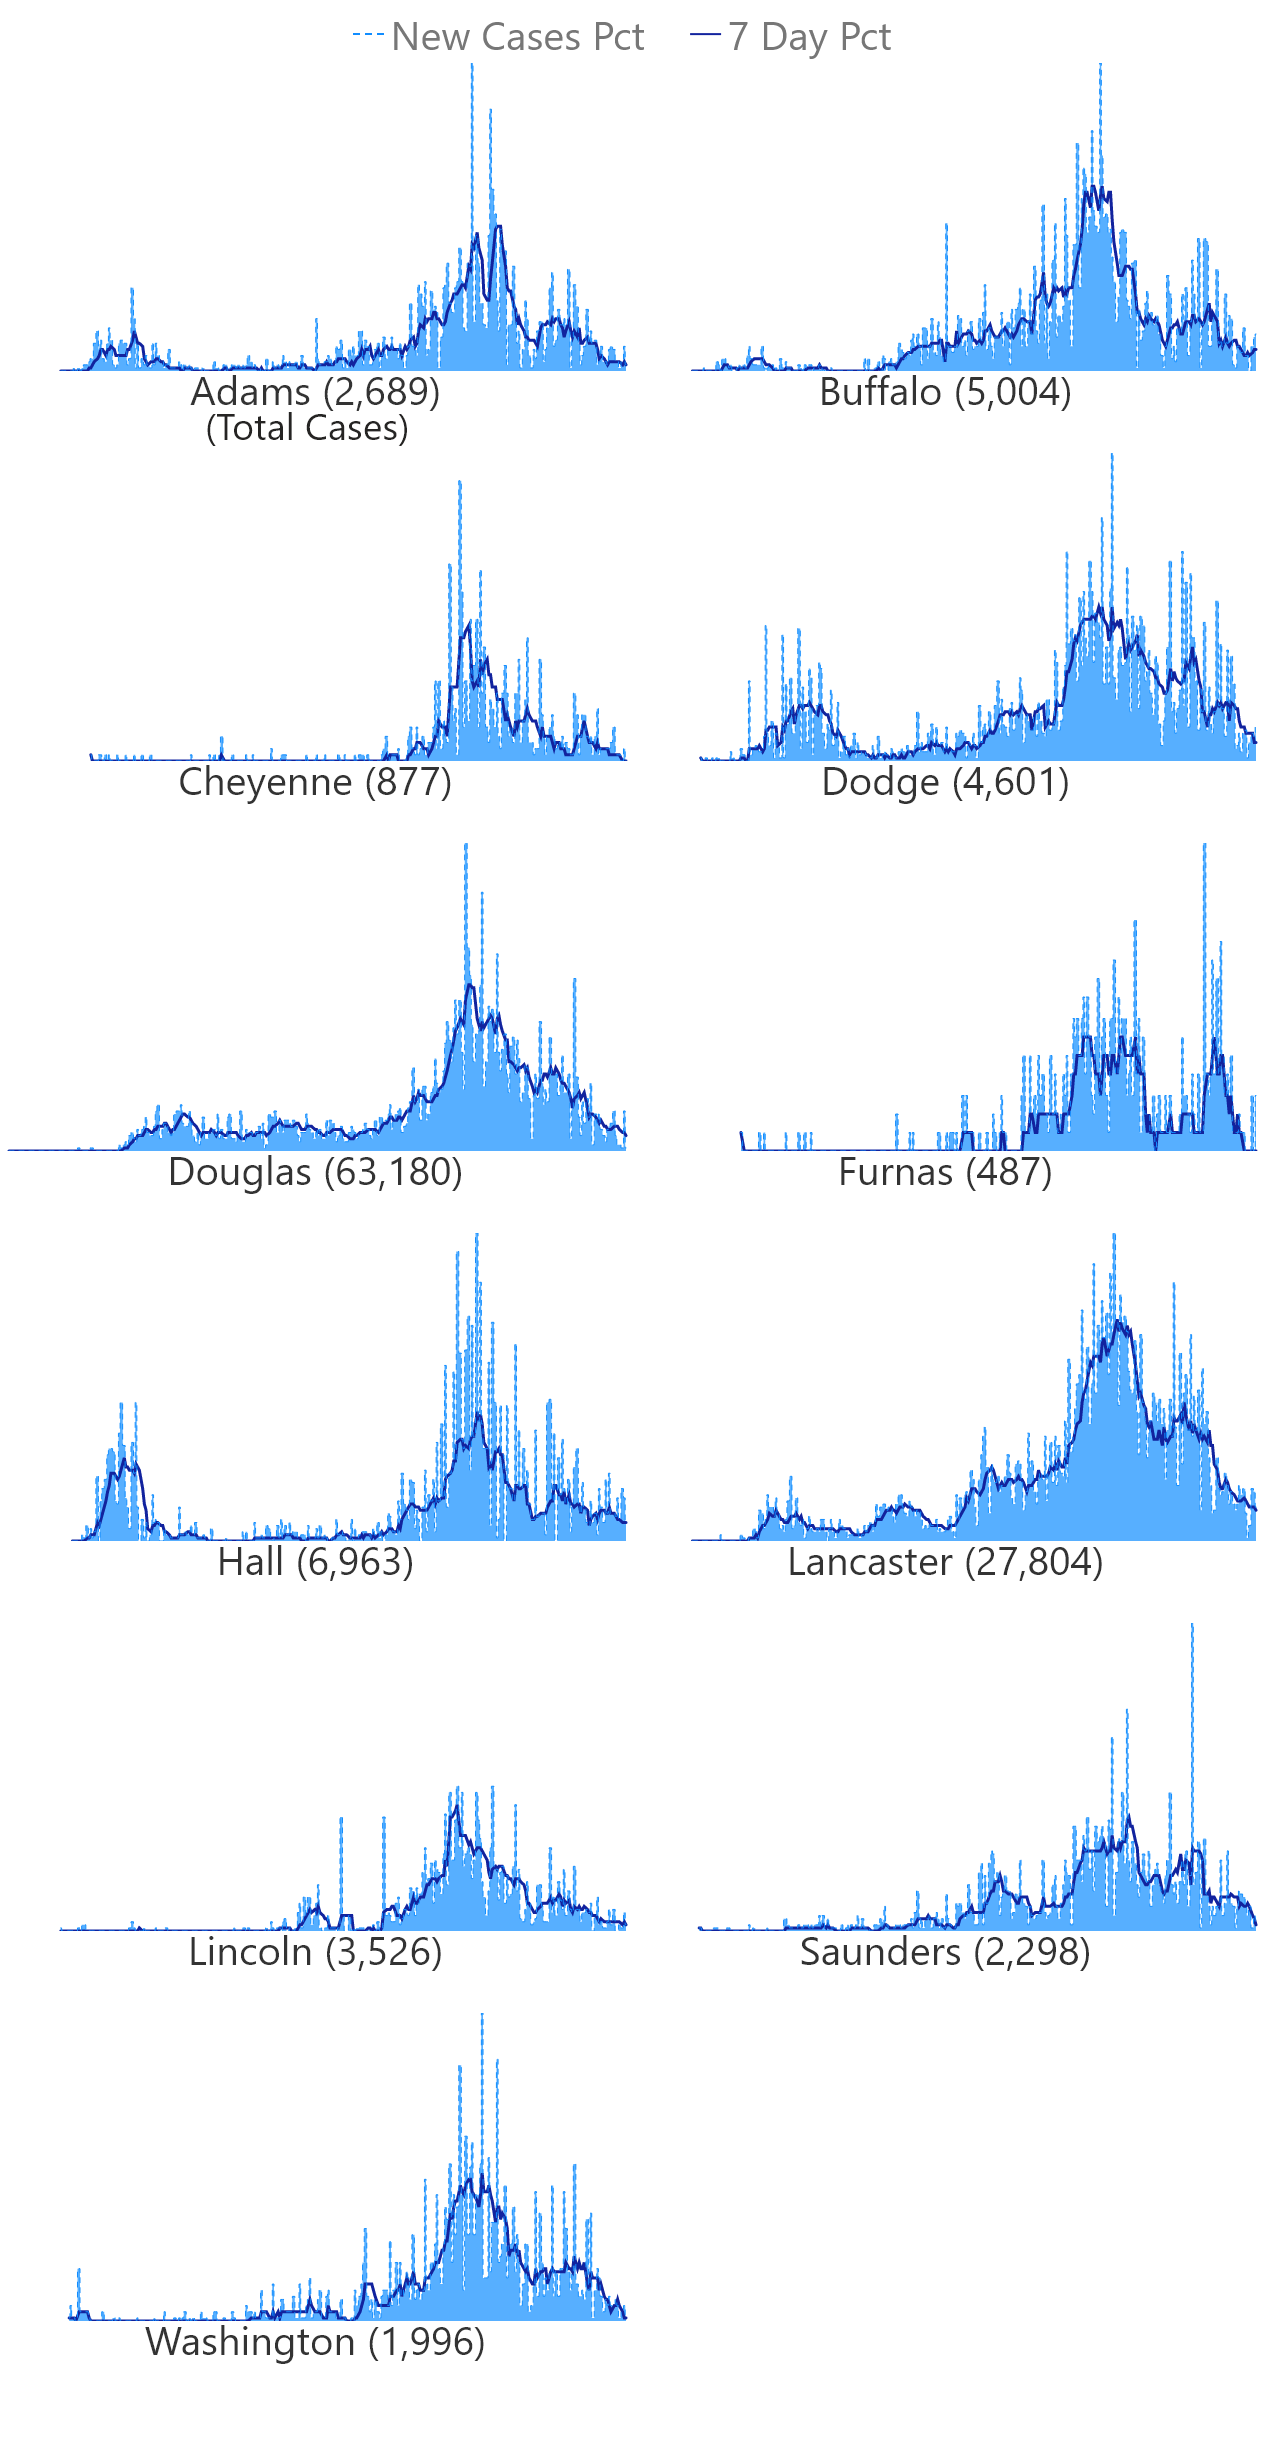 New Cases Pct 7 Day Pct
Adams (2,689)
(Total Cases)
Buffalo (5,004)
Cheyenne (877)
Dodge (4,601)
Douglas (63,180)
Furnas (487)
Hall (6,963)
Lancaster (27,804)
Lincoln (3,526)
Saunders (2,298)
Washington (1,996)